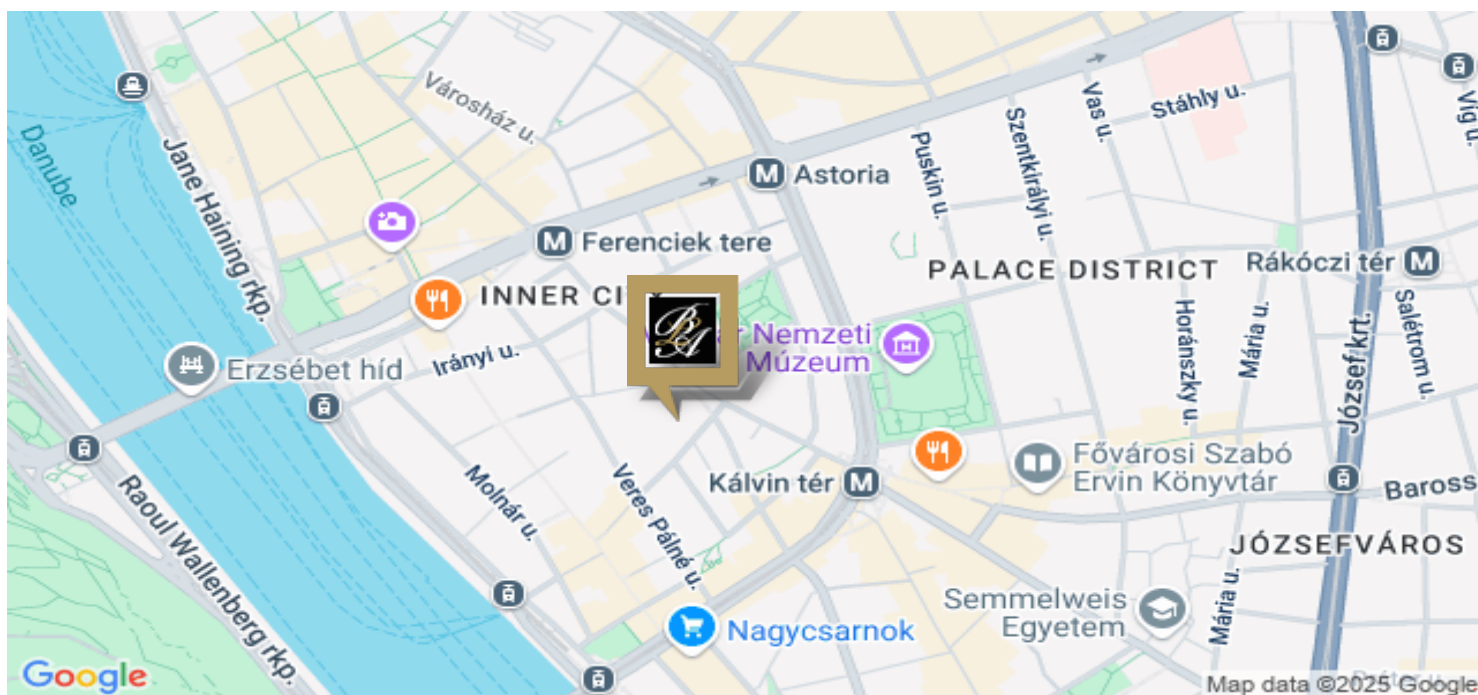 Városház u.
Vas u.
Stáhly u.
Víg u.
Danube
Jane Haining rkp.
M Astoria
Puskin u.
Szentkirályi u.
M Ferenciek tere
PALACE DISTRICT
Rákóczi tér M
INNER
BA
Nemzeti
Múzeum
Horánszky u.
Mária u.
József krt.
Salétrom u.
Irányi u.
Erzsébet híd
Molnár u.
Veres Pálné u.
Kálvin tér M
Fővárosi Szabó
Ervin Könyvtár
Baross
Raoul Wallenberg rkp.
JÓZSEFVÁROS
Semmelweis
Egyetem
Mária u.
Nagycsarnok
Google
Map data ©2025 Google